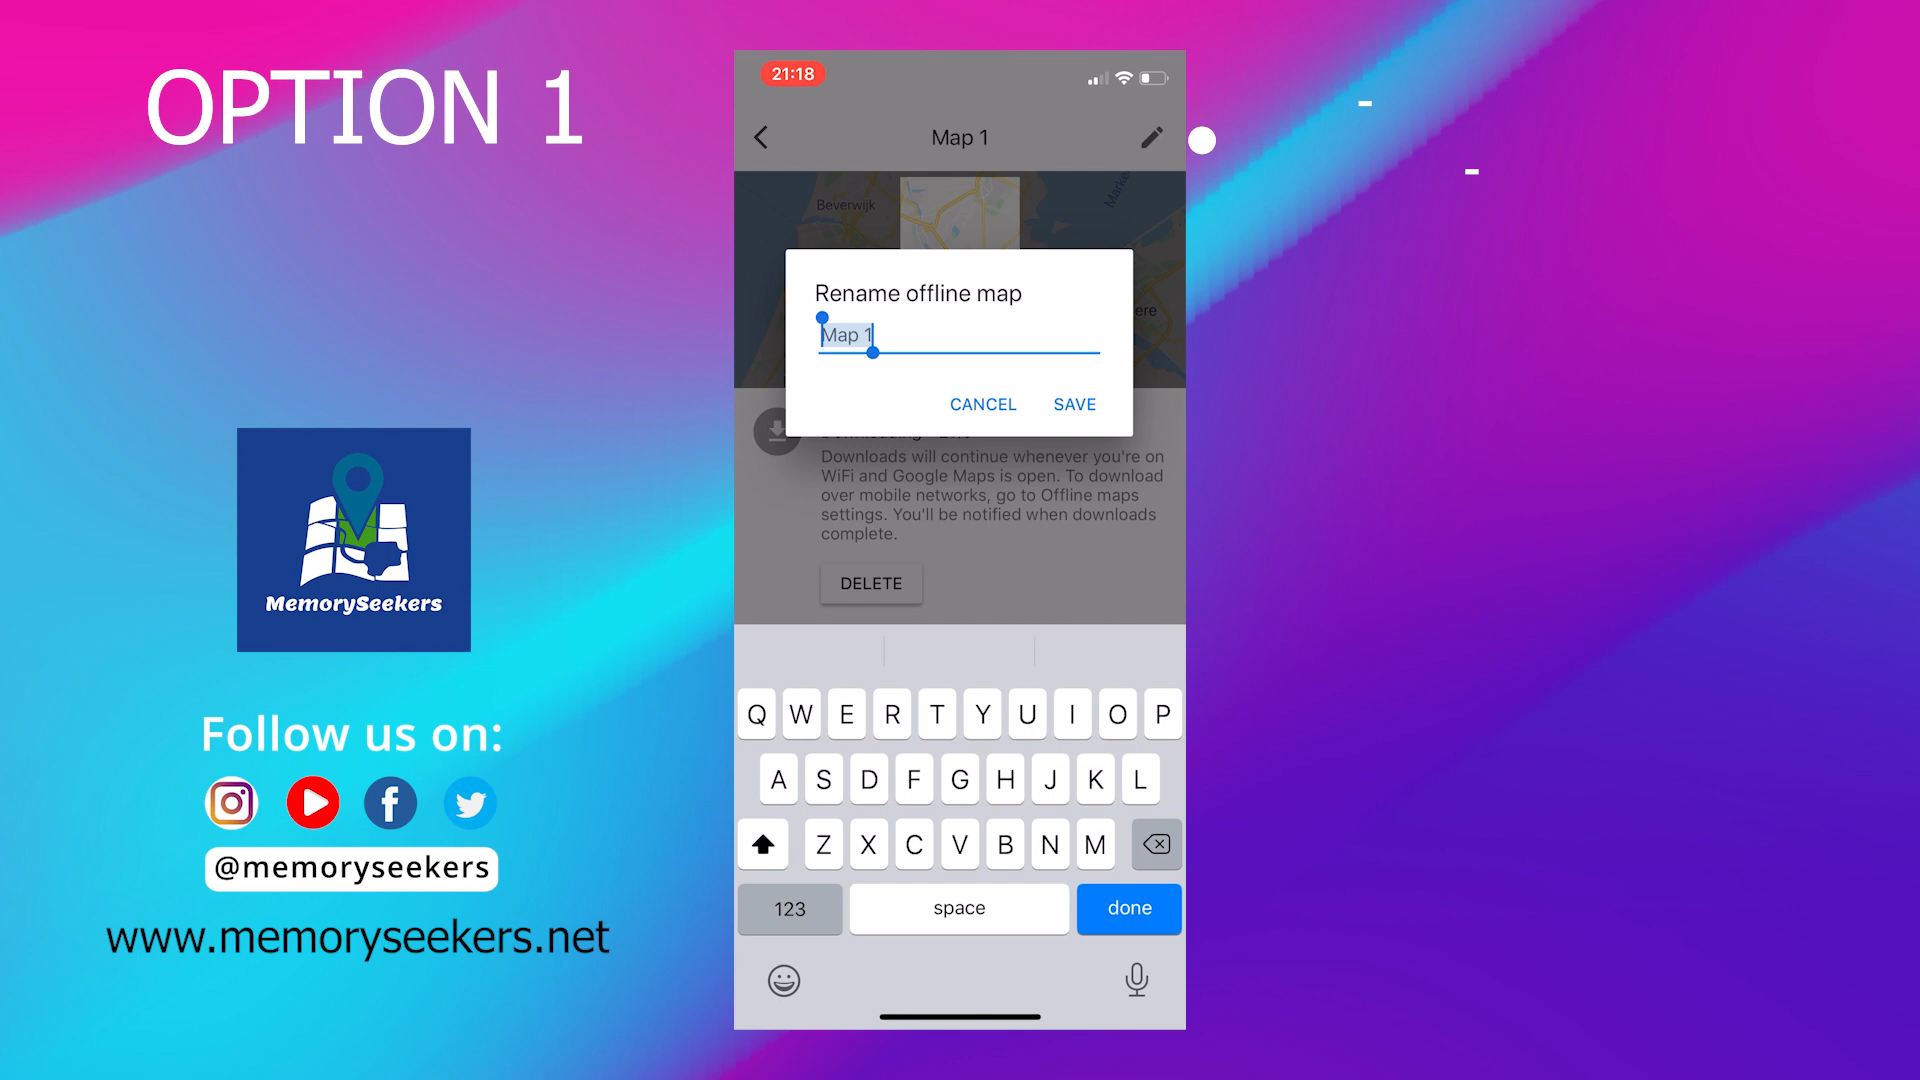 OPTION 1
MemorySeekers
Follow us on:
@memoryseekers
www.memoryseekers.net
21:18
Map 1
Beverwijk
ere
Rename offline map
Map 1
CANCEL SAVE
Downloads will continue whenever you're on
WiFi and Google Maps is open. To download
over mobile networks, go to Offline maps
settings. You'll be notified when downloads
complete.
DELETE
Q W E R T Y U I O P
A S D F G H J K L
Z X C V B N M
123 space done